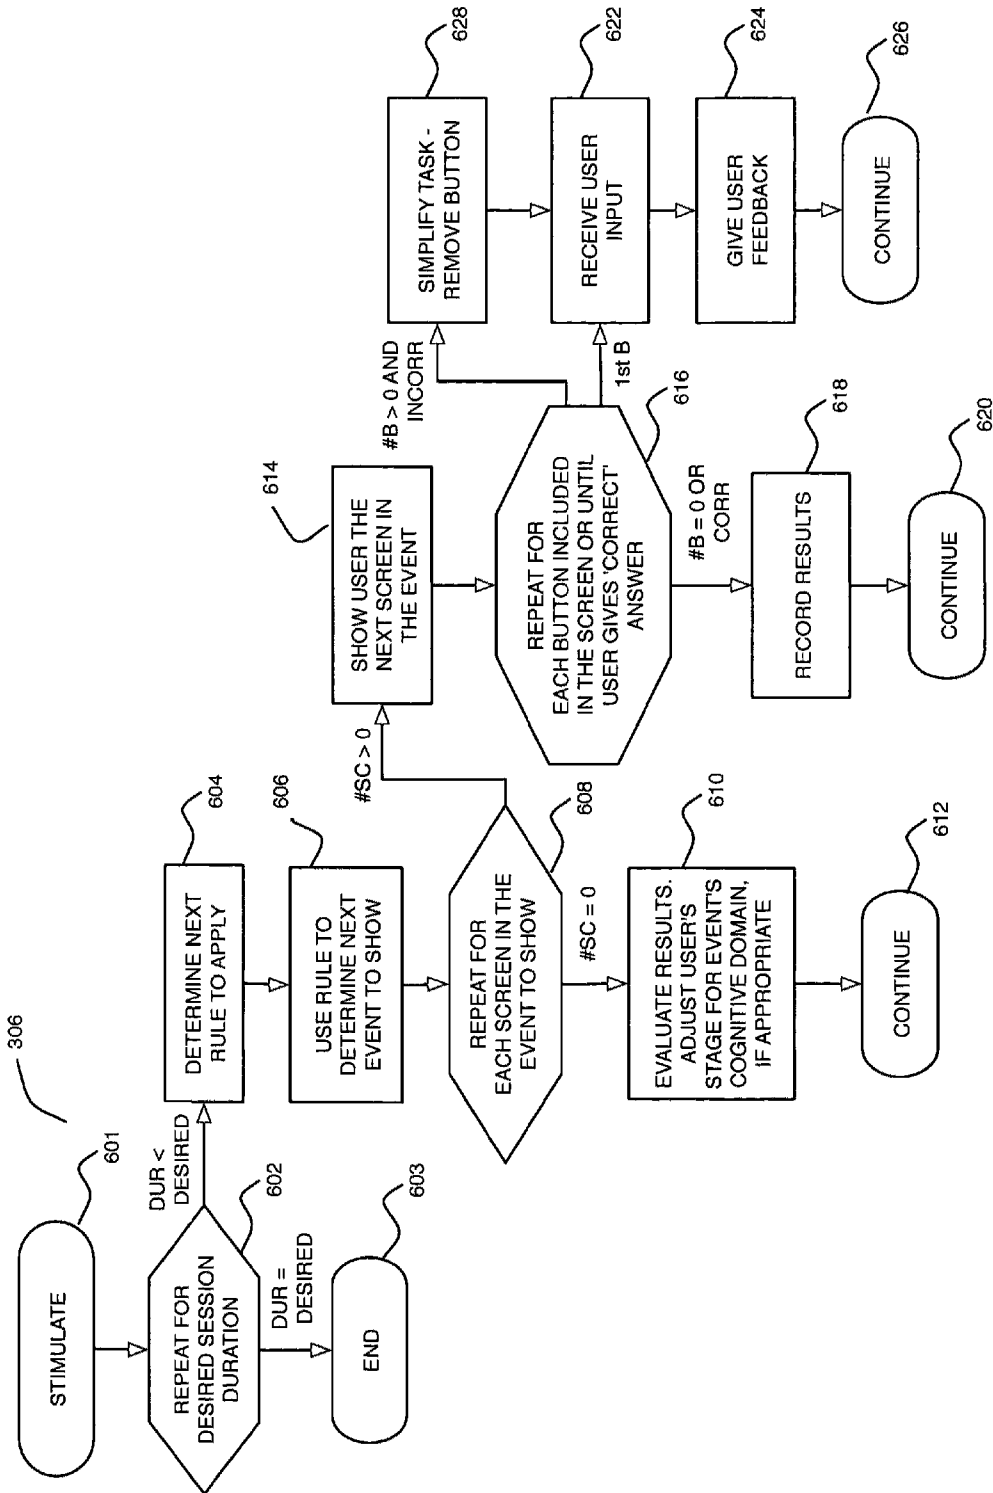 306
601
STIMULATE
602
REPEAT FOR
DESIRED SESSION
DURATION
DUR <
DESIRED
DUR =
DESIRED
603
END
604
DETERMINE NEXT
RULE TO APPLY
606
USE RULE TO
DETERMINE NEXT
EVENT TO SHOW
608
REPEAT FOR
EACH SCREEN IN THE
EVENT TO SHOW
#SC > 0
#SC = 0
610
EVALUATE RESULTS.
ADJUST USER'S
STAGE FOR EVENT'S
COGNITIVE DOMAIN,
IF APPROPRIATE
612
CONTINUE
614
SHOW USER THE
NEXT SCREEN IN
THE EVENT
616
REPEAT FOR
EACH BUTTON INCLUDED
IN THE SCREEN OR UNTIL
USER GIVES 'CORRECT'
ANSWER
#B > 0 AND
INCORR
1st B
#B = 0 OR
CORR
618
RECORD RESULTS
620
CONTINUE
628
SIMPLIFY TASK -
REMOVE BUTTON
622
RECEIVE USER
INPUT
624
GIVE USER
FEEDBACK
626
CONTINUE